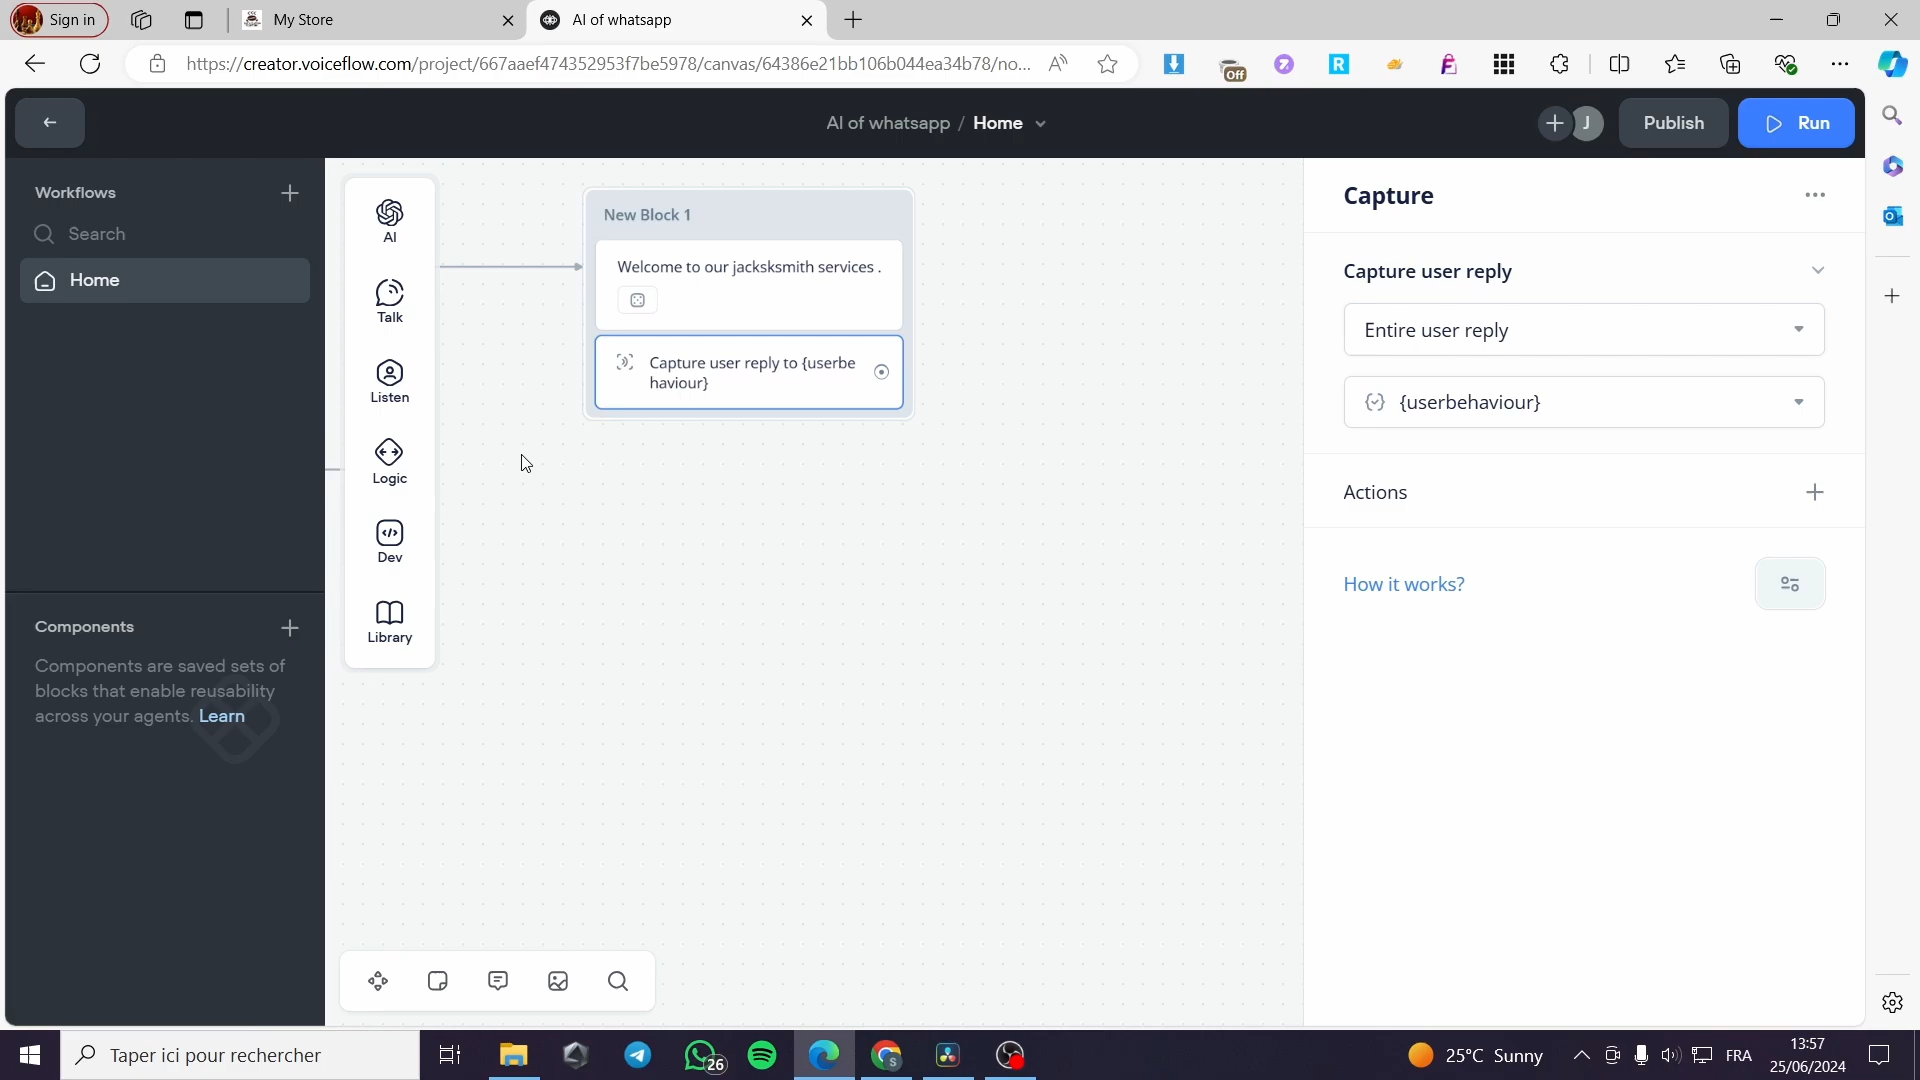 Sign in
My Store
AI of whatsapp
https://creator.voiceflow.com/project/667aaef474352953f7be5978/canvas/64386e21bb106b044ea34b78/no...
Off
AI of whatsapp / Home
J
Publish
Run
Workflows
Search
Home
Components
Components are saved sets of
blocks that enable reusability
across your agents. Learn
AI
Talk
Listen
Logic
Dev
Library
New Block 1
Welcome to our jacksksmith services .
Capture user reply to {userbe
haviour}
Capture
Capture user reply
Entire user reply
{userbehaviour}
Actions
How it works?
Taper ici pour rechercher
26
25°C Sunny
FRA
13:57
25/06/2024